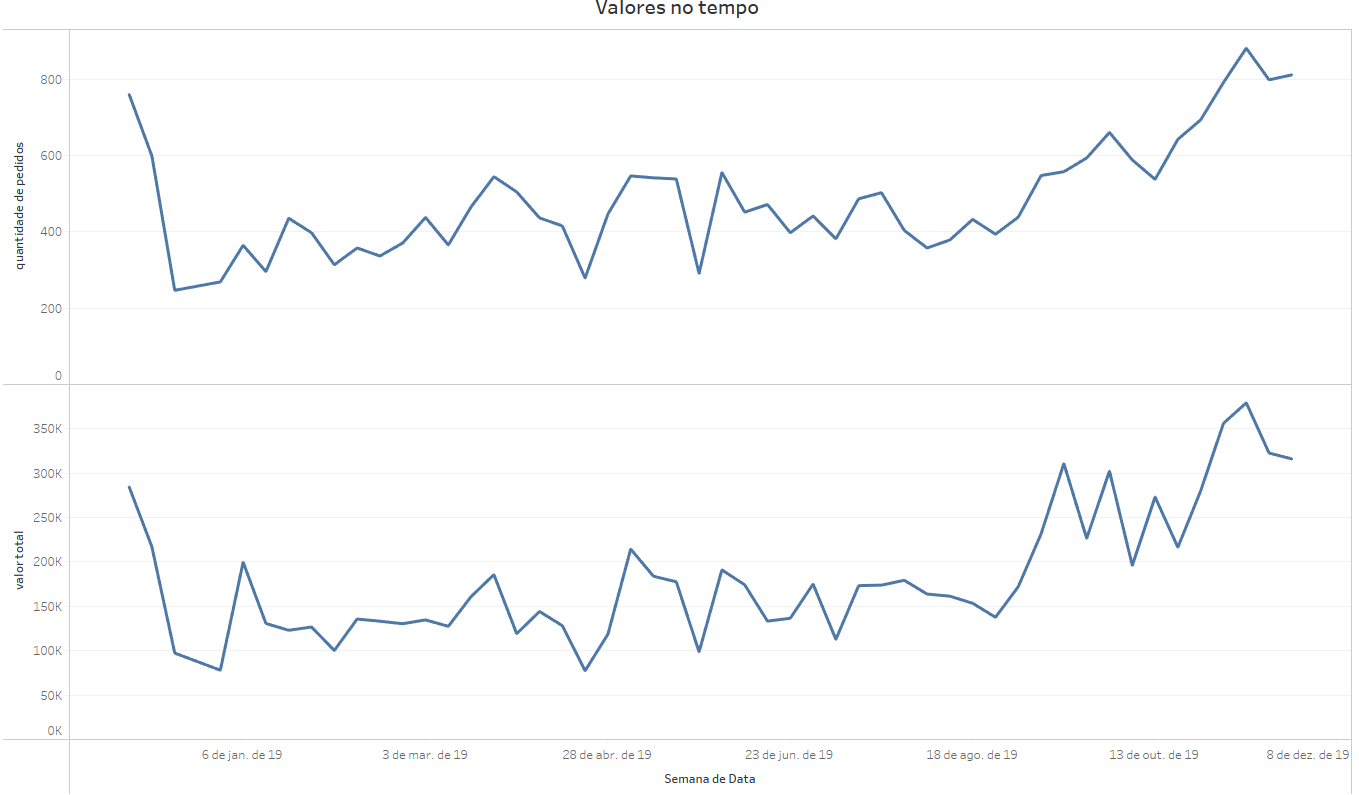 Valores no tempo
quantidade de pedidos
800
600
400
200
0
valor total
350K
300K
250K
200K
150K
100K
50K
0K
6 de jan. de 19
3 de mar. de 19
28 de abr. de 19
23 de jun. de 19
18 de ago. de 19
13 de out. de 19
8 de dez. de 19
Semana de Data